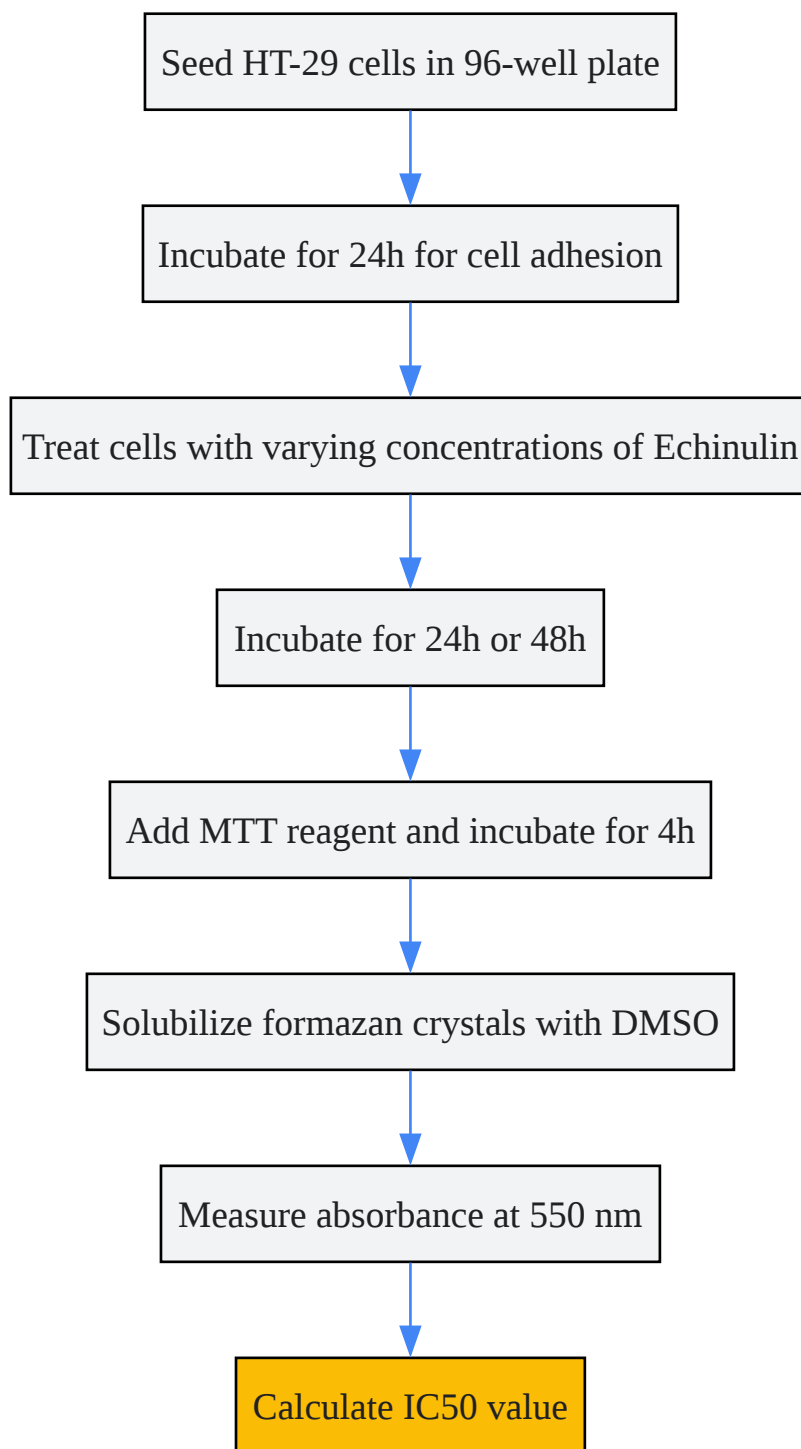 Seed HT-29 cells in 96-well plate
Incubate for 24h for cell adhesion
Treat cells with varying concentrations of Echinulin
Incubate for 24h or 48h
Add MTT reagent and incubate for 4h
Solubilize formazan crystals with DMSO
Measure absorbance at 550 nm
Calculate IC50 value